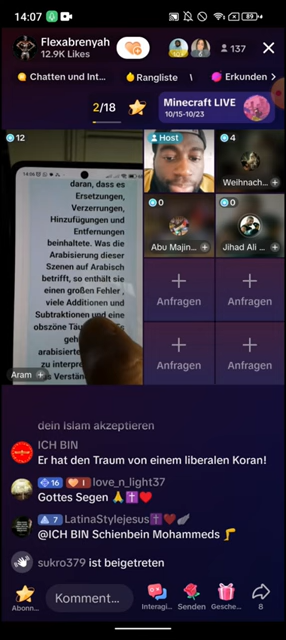 14:07
89
Flexabrenyah
12.9K Likes
137
Chatten und Int...
Rangliste
Erkunden
2/18
Minecraft LIVE
10/15-10/23
12
Host
4
Weihnach...
0
0
Abu Majin...
Jihad Ali ...
daran, dass es
Ersetzungen,
Verzerrungen,
Hinzufügungen und
Entfernungen
beinhaltete. Was die
Arabisierung dieser
Szenen auf Arabisch
betrifft, so enthält sie
einen großen Fehler,
viele Additionen und
Subtraktionen und eine
obszöne
arabisierte
zu
Aram
Anfragen
Anfragen
Anfragen
Anfragen
dein Islam akzeptieren
ICH BIN
Er hat den Traum von einem liberalen Koran!
16 1 love_n_light37
Gottes Segen 🙏✝️❤️
7 LatinaStylejesus✝️❤️🪽
@ICH BIN Schienbein Mohammeds 🦵
sukro379 ist beigetreten
Abonn...
Komment...
Interagi...
Senden
Gesche...
8